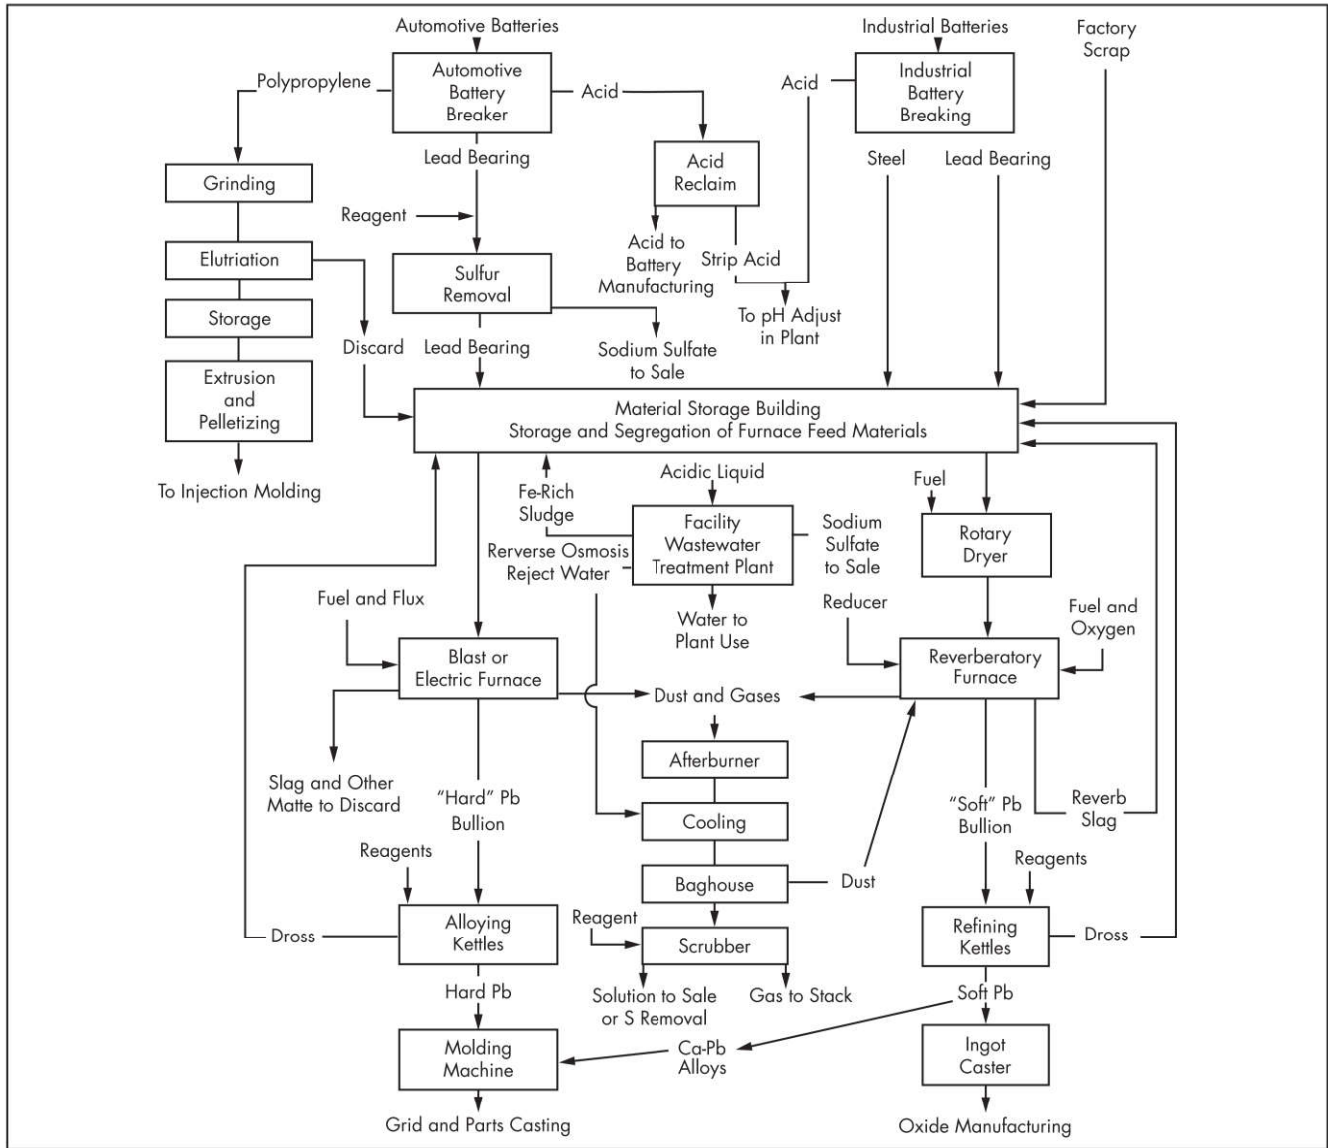 Automotive Batteries
Industrial Batteries
Factory
Scrap
Polypropylene
Automotive
Battery
Breaker
Acid
Acid
Industrial
Battery
Breaking
Lead Bearing
Acid
Reclaim
Steel
Lead Bearing
Grinding
Reagent
Elutriation
Sulfur
Removal
Acid to
Battery
Manufacturing
Strip Acid
Storage
To pH Adjust
in Plant
Discard
Lead Bearing
Sodium Sulfate
to Sale
Extrusion
and
Pelletizing
Material Storage Building
Storage and Segregation of Furnace Feed Materials
To Injection Molding
Fe-Rich
Sludge
Acidic Liquid
Fuel
Facility
Wastewater
Treatment Plant
Sodium
Sulfate
to Sale
Rotary
Dryer
Rerverse Osmosis
Reject Water
Fuel and Flux
Water to
Plant Use
Reducer
Fuel and
Oxygen
Blast or
Electric Furnace
Reverberatory
Furnace
Dust and Gases
Afterburner
Slag and Other
Matte to Discard
"Hard" Pb
Bullion
Cooling
"Soft" Pb
Bullion
Reverb
Slag
Reagents
Reagents
Baghouse
Dust
Alloying
Kettles
Reagent
Scrubber
Refining
Kettles
Dross
Dross
Hard Pb
Solution to Sale
or S Removal
Gas to Stack
Soft Pb
Molding
Machine
Ca-Pb
Alloys
Ingot
Caster
Grid and Parts Casting
Oxide Manufacturing